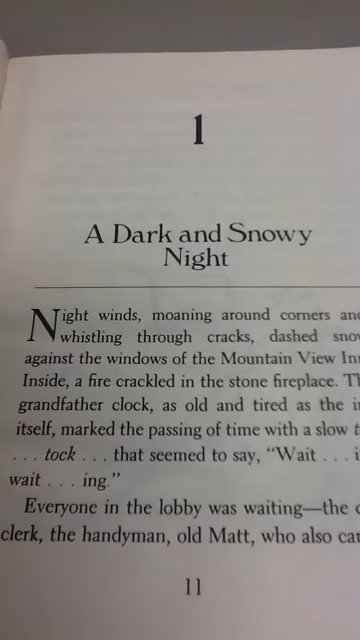 1
A Dark and Snowy
Night
Night winds, moaning around corners and
whistling through cracks, dashed snow
against the windows of the Mountain View Inn
Inside, a fire crackled in the stone fireplace. Th
grandfather clock, as old and tired as the i
itself, marked the passing of time with a slow t
. . . tock . . . that seemed to say, “Wait . . . i
wait . . . ing.”
Everyone in the lobby was waiting—the
clerk, the handyman, old Matt, who also car
11